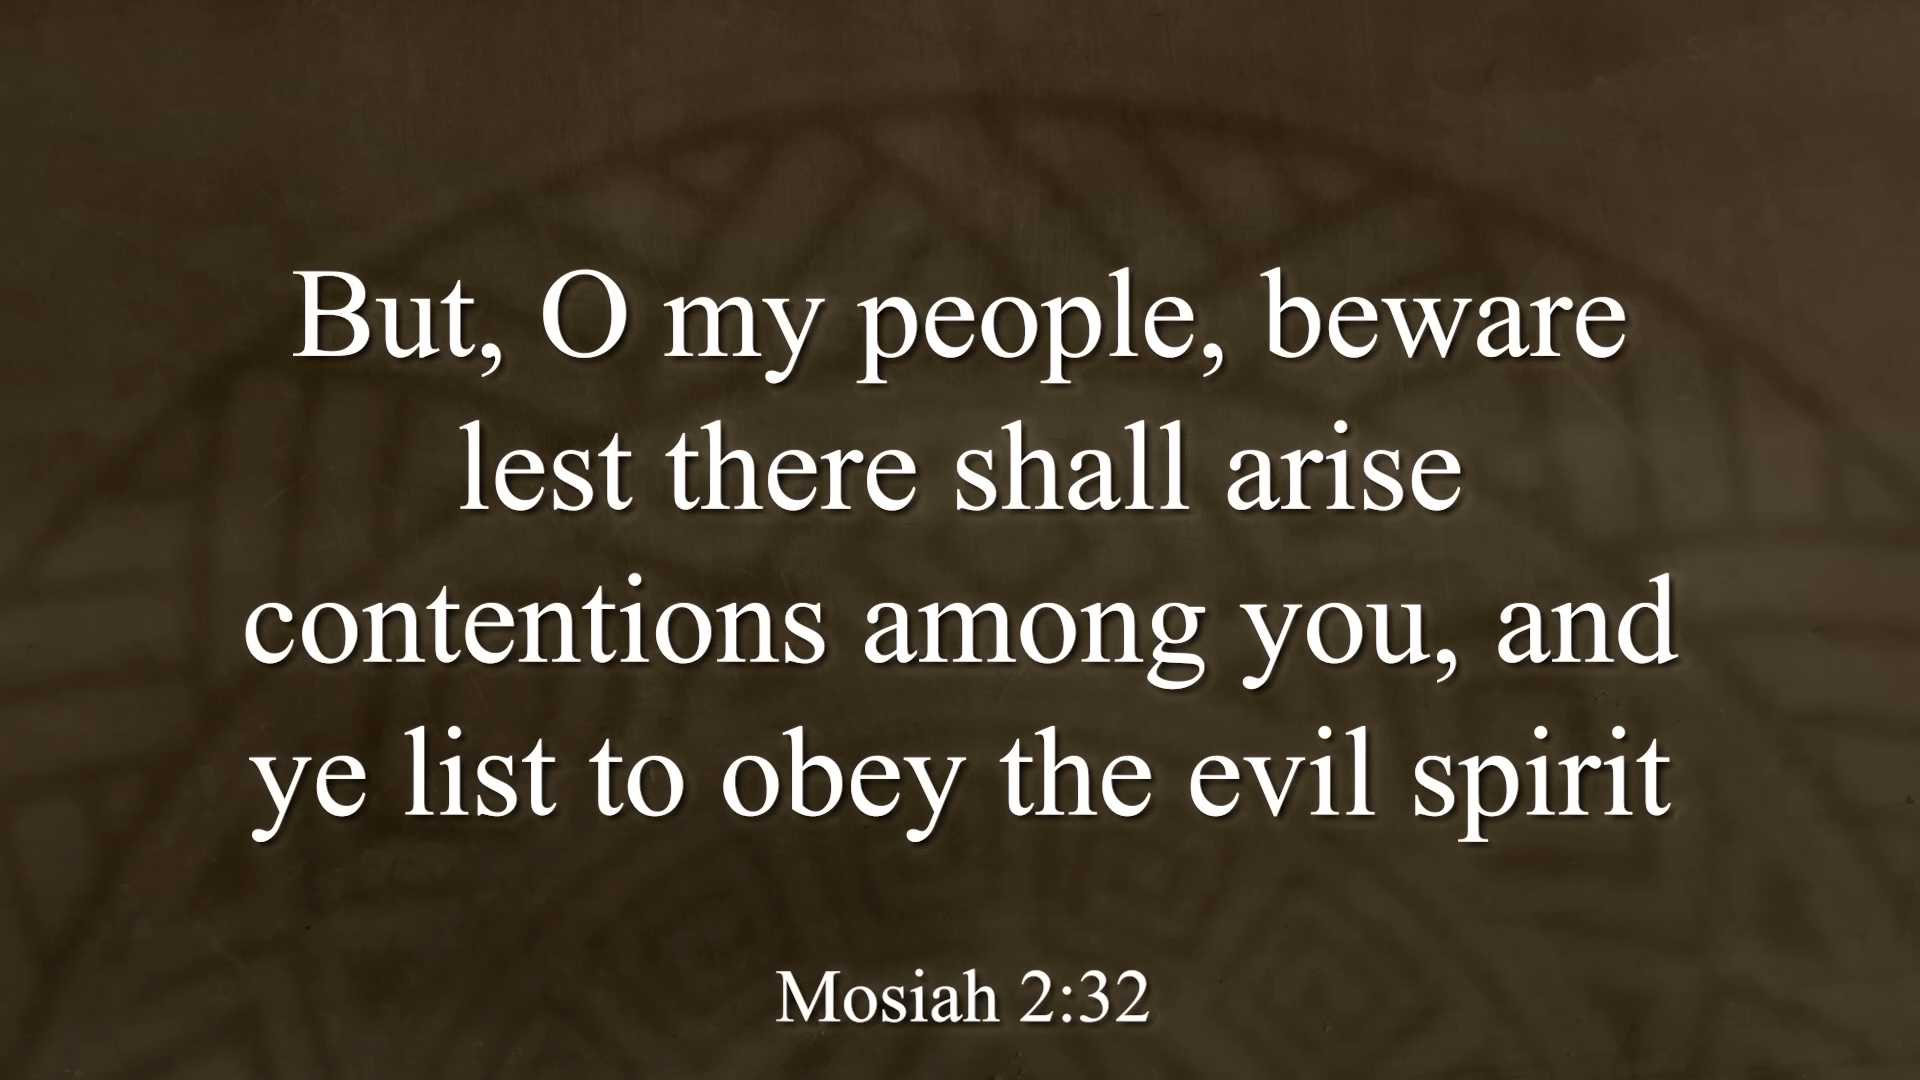 But, O my people, beware
lest there shall arise
contentions among you, and
ye list to obey the evil spirit
Mosiah 2:32